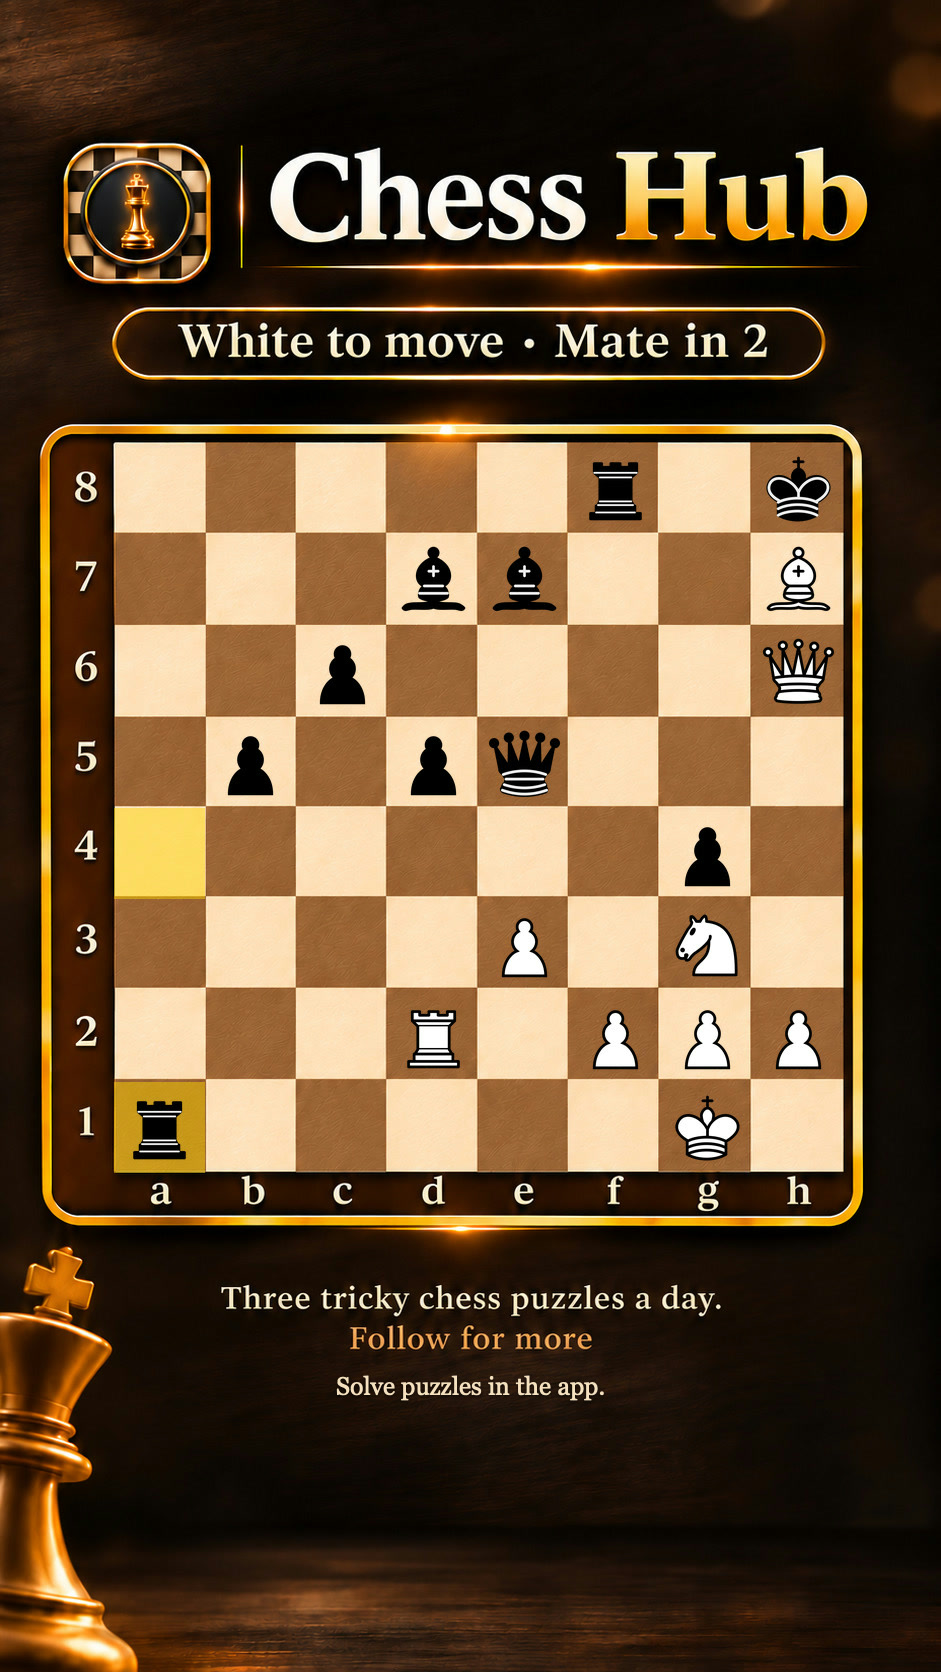 Chess Hub
White to move • Mate in 2
8
7
6
5
4
3
2
1
a b c d e f g h
Three tricky chess puzzles a day.
Follow for more
Solve puzzles in the app.